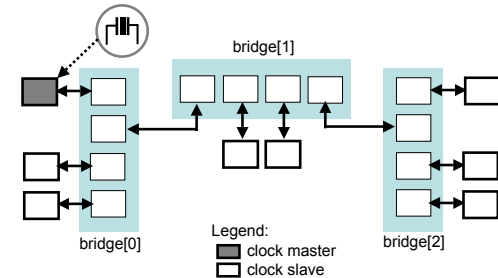 bridge[1]
bridge[0]
bridge[2]
Legend:
clock master
clock slave